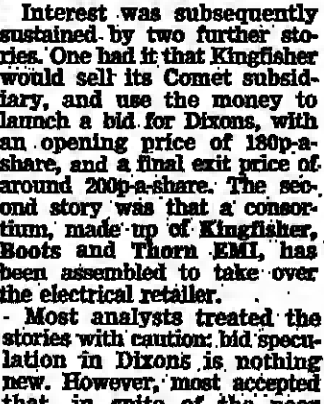 Interest was subsequently
sustained by two further sto-
ries. One had it that Kingfisher
would sell its Comet subsid-
iary, and use the money to
launch a bid for Dixons, with
an opening price of 180p-a-
share, and a final exit price of
around 200p-a-share. The sec-
ond story was that a consor-
tium, made up of Kingfisher,
Boots and Thorn EMI, has
been assembled to take over
the electrical retailer.
Most analysts treated the
stories with caution: bid specu-
lation in Dixons is nothing
new. However, most accepted
that, in spite of the poor